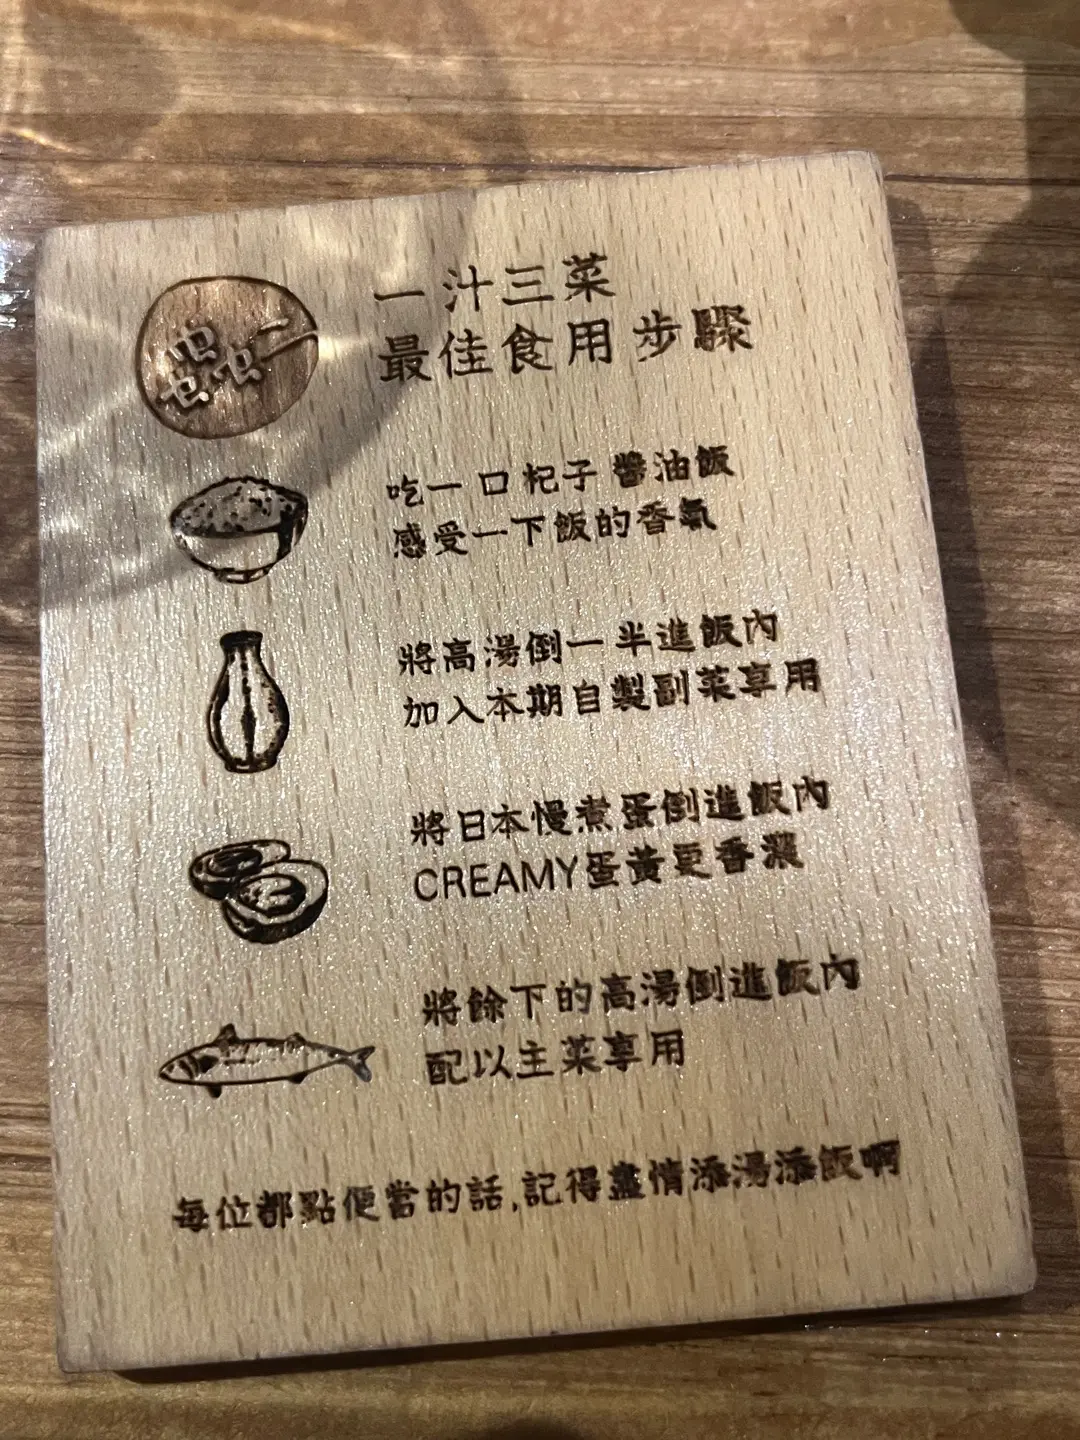 一汁三菜
最佳食用步驟
吃一口杞子醬油飯
感受一下飯的香氣
將高湯倒一半進飯內
加入本期自製副菜享用
將日本慢煮蛋倒進飯內
CREAMY蛋黃更香濃
將餘下的高湯倒進飯內
配以主菜享用
每位都點便當的話,記得盡情添湯添飯啊